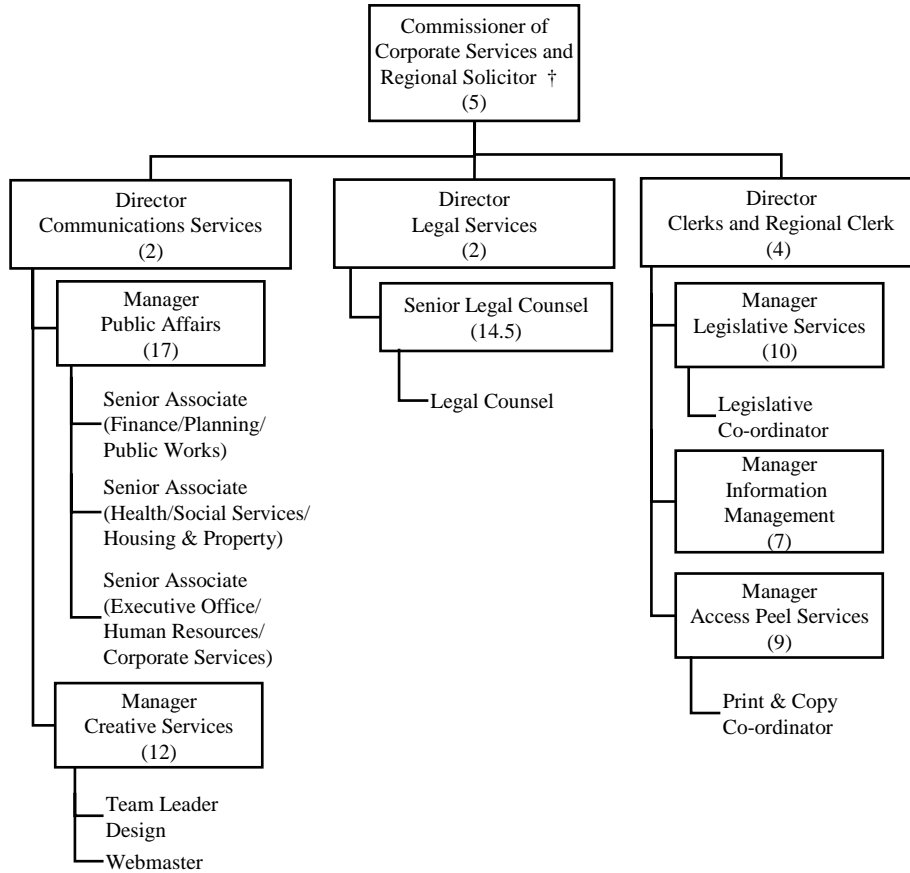 Commissioner of
Corporate Services and
Regional Solicitor †
(5)
Director
Communications Services
(2)
Manager
Public Affairs
(17)
Senior Associate
(Finance/Planning/
Public Works)
Senior Associate
(Health/Social Services/
Housing & Property)
Senior Associate
(Executive Office/
Human Resources/
Corporate Services)
Manager
Creative Services
(12)
Team Leader
Design
Webmaster
Director
Legal Services
(2)
Senior Legal Counsel
(14.5)
Legal Counsel
Director
Clerks and Regional Clerk
(4)
Manager
Legislative Services
(10)
Legislative
Co-ordinator
Manager
Information
Management
(7)
Manager
Access Peel Services
(9)
Print & Copy
Co-ordinator